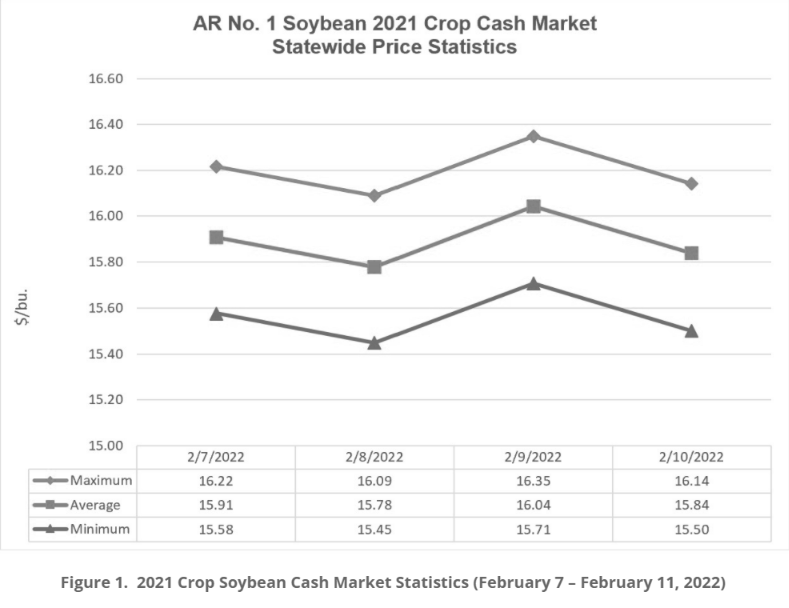 AR No. 1 Soybean 2021 Crop Cash Market
Statewide Price Statistics
16.60
16.40
16.20
16.00
15.80
15.60
15.40
15.20
15.00
$/bu.
2/7/2022 2/8/2022 2/9/2022 2/10/2022
Maximum 16.22 16.09 16.35 16.14
Average 15.91 15.78 16.04 15.84
Minimum 15.58 15.45 15.71 15.50
Figure 1. 2021 Crop Soybean Cash Market Statistics (February 7 – February 11, 2022)